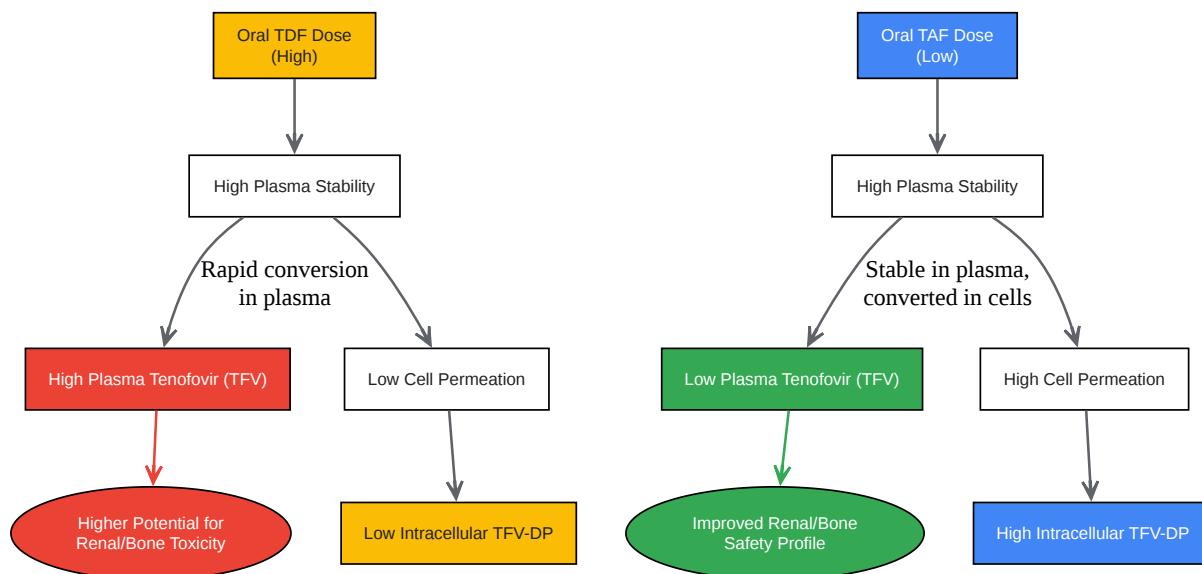 Oral TDF Dose
(High)
Oral TAF Dose
(Low)
High Plasma Stability
High Plasma Stability
Rapid conversion
in plasma
Stable in plasma,
converted in cells
High Plasma Tenofovir (TFV)
Low Cell Permeation
Low Plasma Tenofovir (TFV)
High Cell Permeation
Higher Potential for
Renal/Bone Toxicity
Low Intracellular TFV-DP
Improved Renal/Bone
Safety Profile
High Intracellular TFV-DP